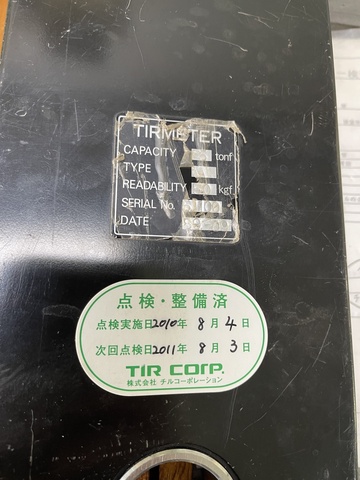 TIRMETER
CAPACITY tonf
TYPE
READABILITY kgf
SERIAL No.
DATE
点検・整備済
点検実施日2010年 8月 4日
次回点検日2011年 8月 3日
TIR CORP.
株式会社 チルコーポレーション